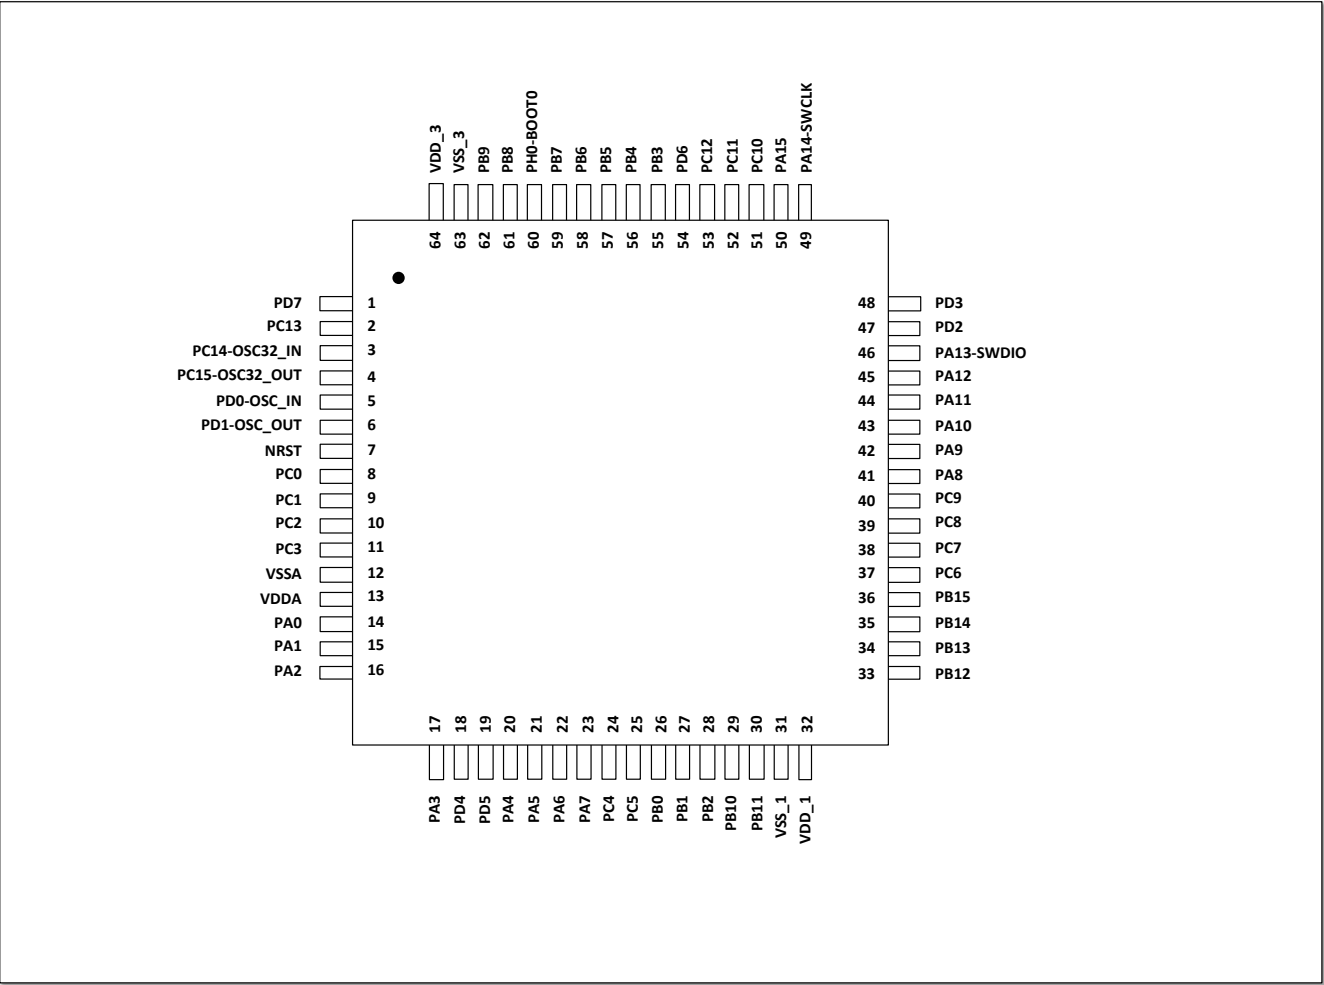 VDD_3 VSS_3 PB9 PB8 PH0-BOOT0 PB7 PB6 PB5 PB4 PB3 PD6 PC12 PC11 PC10 PA15 PA14-SWCLK
64 63 62 61 60 59 58 57 56 55 54 53 52 51 50 49
PD7 1 48 PD3
PC13 2 47 PD2
PC14-OSC32_IN 3 46 PA13-SWDIO
PC15-OSC32_OUT 4 45 PA12
PD0-OSC_IN 5 44 PA11
PD1-OSC_OUT 6 43 PA10
NRST 7 42 PA9
PC0 8 41 PA8
PC1 9 40 PC9
PC2 10 39 PC8
PC3 11 38 PC7
VSSA 12 37 PC6
VDDA 13 36 PB15
PA0 14 35 PB14
PA1 15 34 PB13
PA2 16 33 PB12
17 18 19 20 21 22 23 24 25 26 27 28 29 30 31 32
PA3 PD4 PD5 PA4 PA5 PA6 PA7 PC4 PC5 PB0 PB1 PB2 PB10 PB11 VSS_1 VDD_1